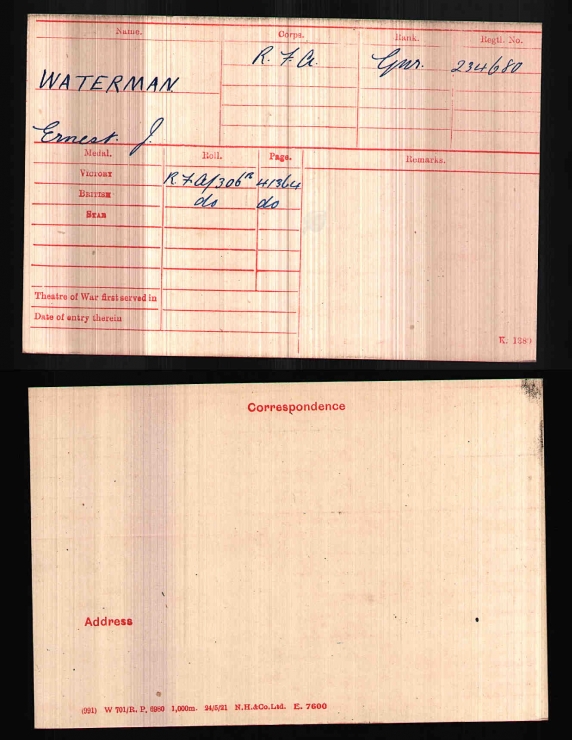 Name. Corps. Rank. Regtl. No.
R.F.A. Gnr. 234680
WATERMAN
Ernest. J.
Medal. Roll. Page. Remarks.
VICTORY RFA/306B 41364
BRITISH do do
STAR
Theatre of War first served in
Date of entry therein
K. 1380
Correspondence
Address
(991) W 701/R. P. 6980 1,000m. 24/5/21 N.H.&Co.Ltd. E. 7600